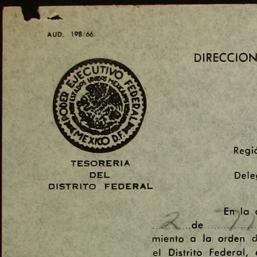 AUD. 198/66
DIRECCION
PODER EJECUTIVO FEDERAL
ESTADOS UNIDOS MEXICANOS
MEXICO D.F.
TESORERIA
DEL
DISTRITO FEDERAL
Regi
Deleg
En la c
2 de
miento a la orden d
el Distrito Federal,